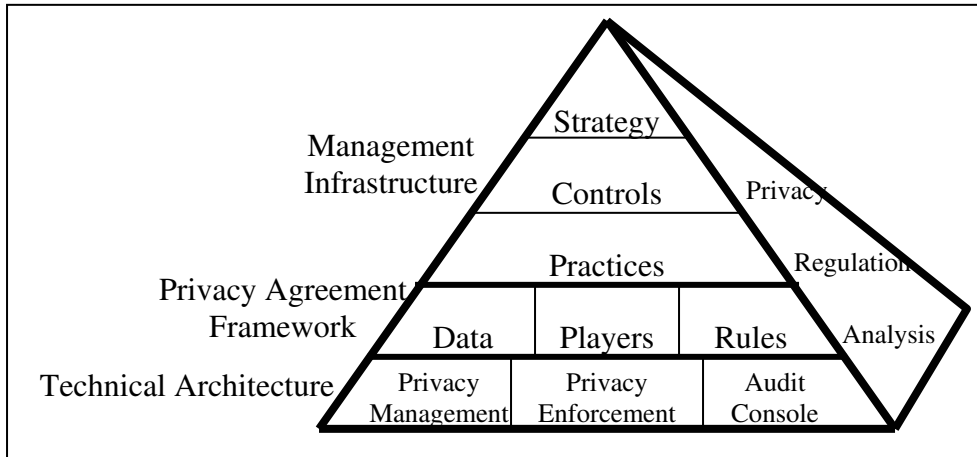 Strategy
Management
Infrastructure
Controls
Privacy
Practices
Regulation
Privacy Agreement
Framework
Data Players Rules
Analysis
Technical Architecture
Privacy
Management
Privacy
Enforcement
Audit
Console